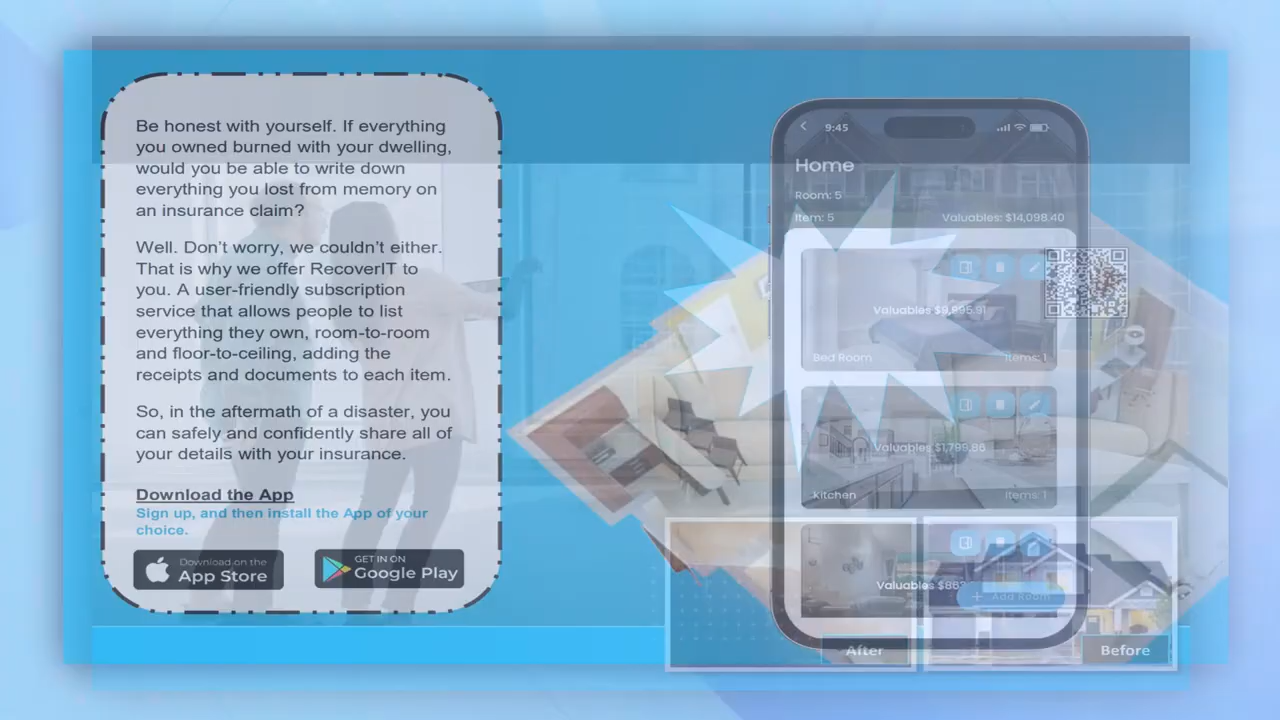 Be honest with yourself. If everything
you owned burned with your dwelling,
would you be able to write down
everything you lost from memory on
an insurance claim?
Well. Don't worry, we couldn't either.
That is why we offer RecoverIT to
you. A user-friendly subscription
service that allows people to list
everything they own, room-to-room
and floor-to-ceiling, adding the
receipts and documents to each item.
So, in the aftermath of a disaster, you
can safely and confidently share all of
your details with your insurance.
Download the App
Sign up, and then install the App of your
choice.
Download on the
App Store
GET IN ON
Google Play
9:45
Home
Room: 5
Item: 5 Valuables: $14,098.40
Valuables $9,995.91
Bed Room Items: 1
Valuables $1,799.86
Kitchen Items: 1
Valuables
+ Add Room
After
Before